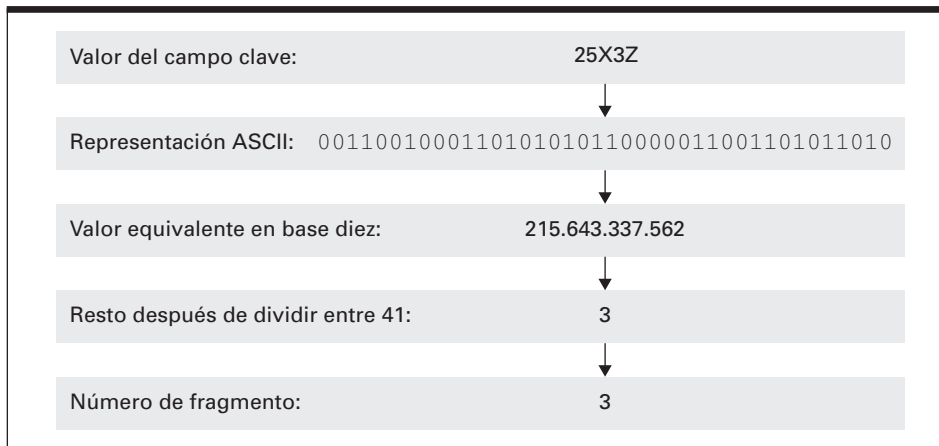 Valor del campo clave: 25X3Z
Representación ASCII: 0011001000110101010110000011001101011010
Valor equivalente en base diez: 215.643.337.562
Resto después de dividir entre 41: 3
Número de fragmento: 3